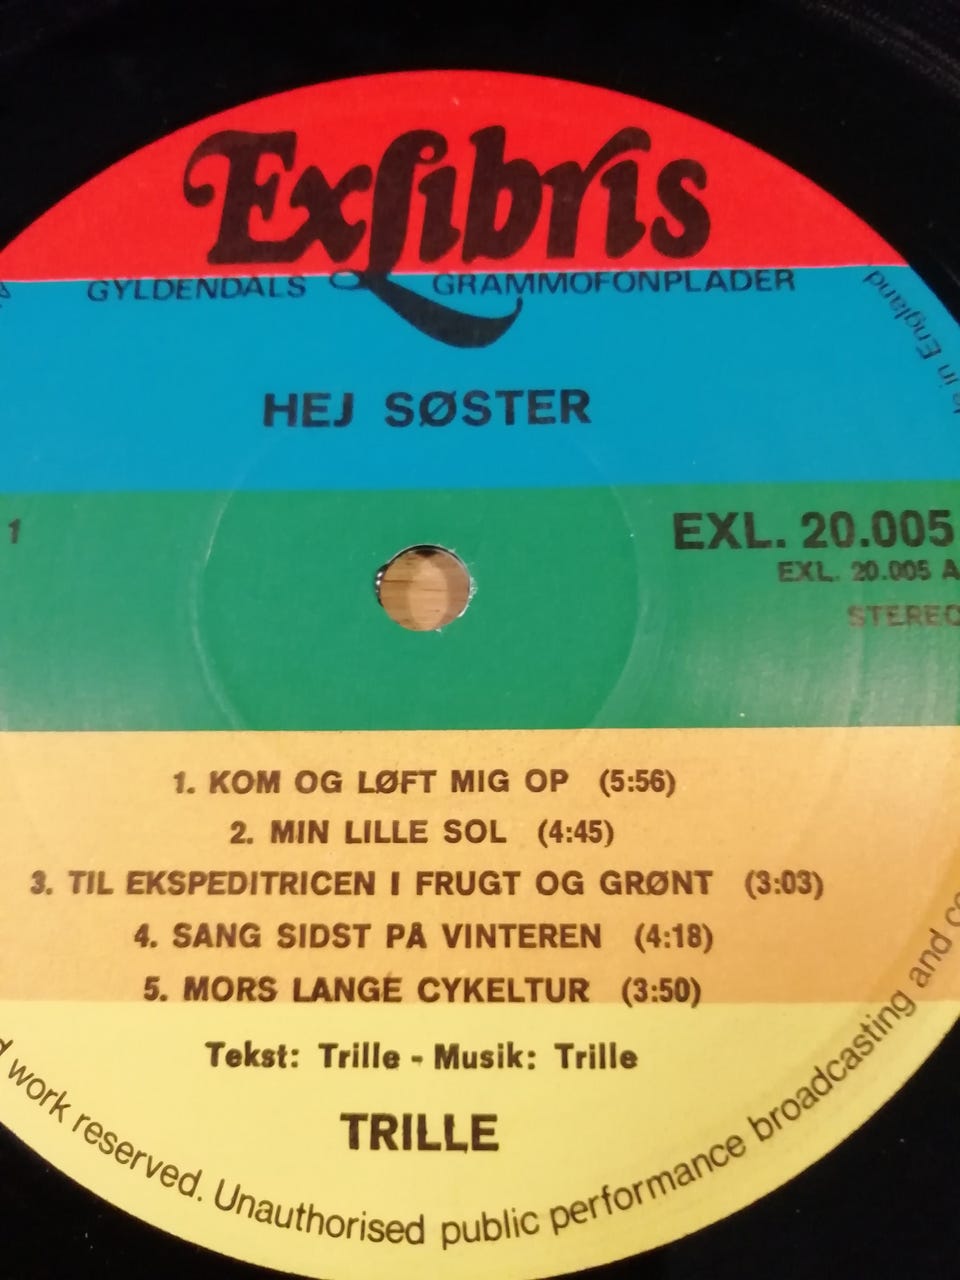 Exlibris
GYLDENDALS GRAMMOFONPLADER
in England
HEJ SØSTER
1
EXL. 20.005
EXL. 20.005 A
STEREO
1. KOM OG LØFT MIG OP (5:56)
2. MIN LILLE SOL (4:45)
3. TIL EKSPEDITRICEN I FRUGT OG GRØNT (3:03)
4. SANG SIDST PÅ VINTEREN (4:18)
5. MORS LANGE CYKELTUR (3:50)
Tekst: Trille - Musik: Trille
TRILLE
work reserved. Unauthorised public performance broadcasting and